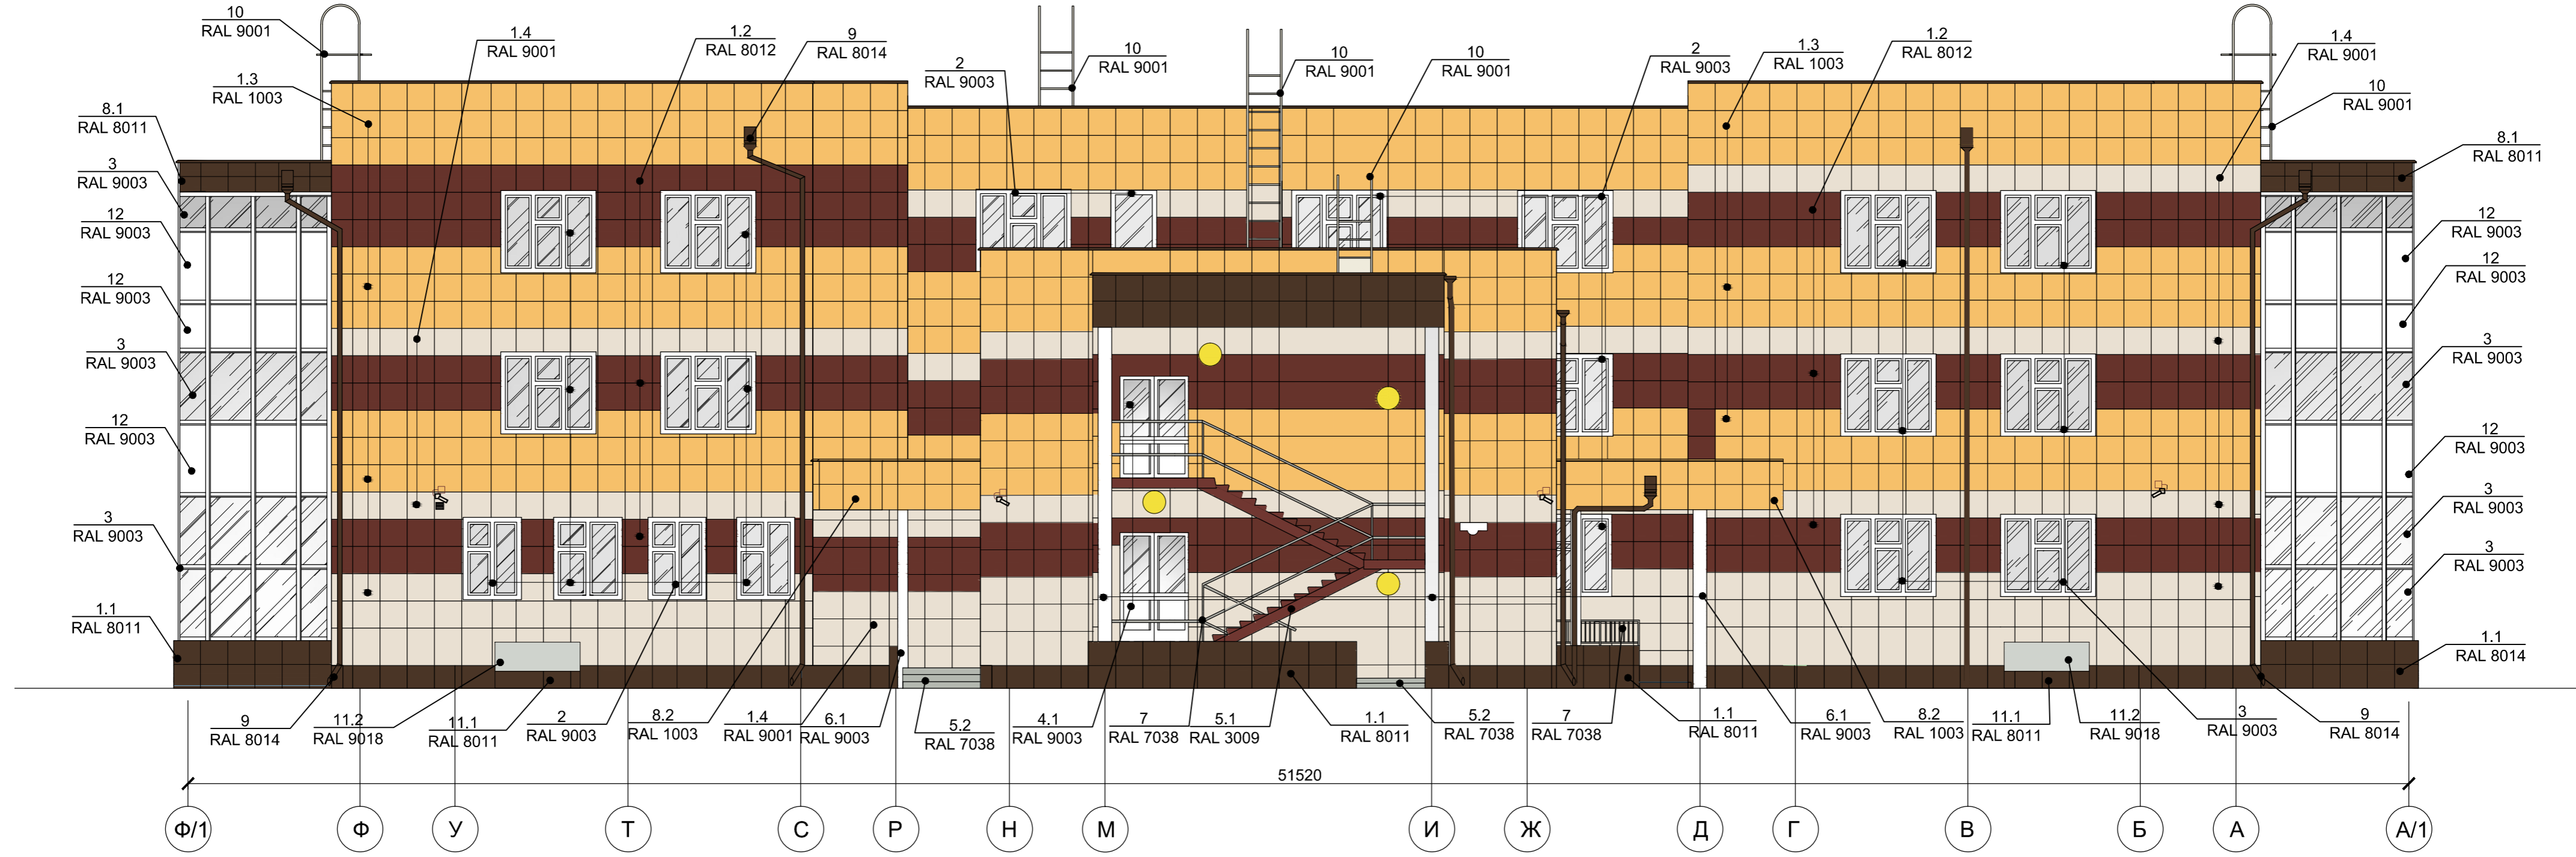 10
RAL 9001
1.3
RAL 1003
8.1
RAL 8011
3
RAL 9003
12
RAL 9003
12
RAL 9003
3
RAL 9003
12
RAL 9003
3
RAL 9003
1.1
RAL 8011
1.4
RAL 9001
1.2
RAL 8012
9
RAL 8014
2
RAL 9003
10
RAL 9001
10
RAL 9001
10
RAL 9001
2
RAL 9003
1.3
RAL 1003
1.2
RAL 8012
1.4
RAL 9001
10
RAL 9001
8.1
RAL 8011
12
RAL 9003
12
RAL 9003
3
RAL 9003
12
RAL 9003
3
RAL 9003
3
RAL 9003
1.1
RAL 8014
9
RAL 8014
11.2
RAL 9018
11.1
RAL 8011
2
RAL 9003
8.2
RAL 1003
1.4
RAL 9001
6.1
RAL 9003
5.2
RAL 7038
4.1
RAL 9003
7
RAL 7038
5.1
RAL 3009
1.1
RAL 8011
5.2
RAL 7038
7
RAL 7038
1.1
RAL 8011
6.1
RAL 9003
8.2
RAL 1003
11.1
RAL 8011
11.2
RAL 9018
3
RAL 9003
9
RAL 8014
51520
Ф/1
Ф
У
Т
С
Р
Н
М
И
Ж
Д
Г
В
Б
А
А/1